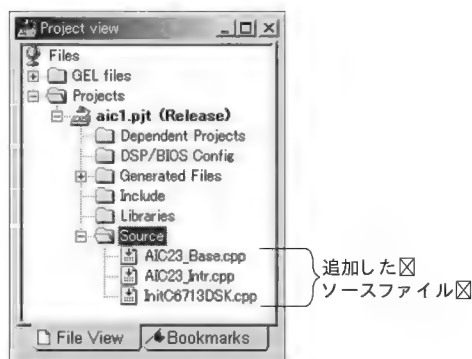 Project view
Files
GEL files
Projects
aic1.pjt (Release)
Dependent Projects
DSP/BIOS Config
Generated Files
Include
Libraries
Source
AIC23_Base.cpp
AIC23_Intr.cpp
InitC6713DSK.cpp
追加した
ソースファイル
File View
Bookmarks